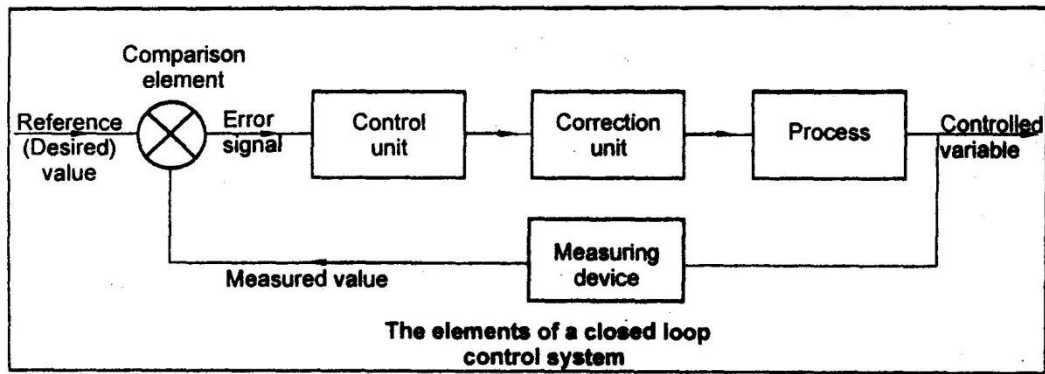 Comparison
element
Reference
(Desired)
value
Error
signal
Control
unit
Correction
unit
Process
Controlled
variable
Measured value
Measuring
device
The elements of a closed loop
control system